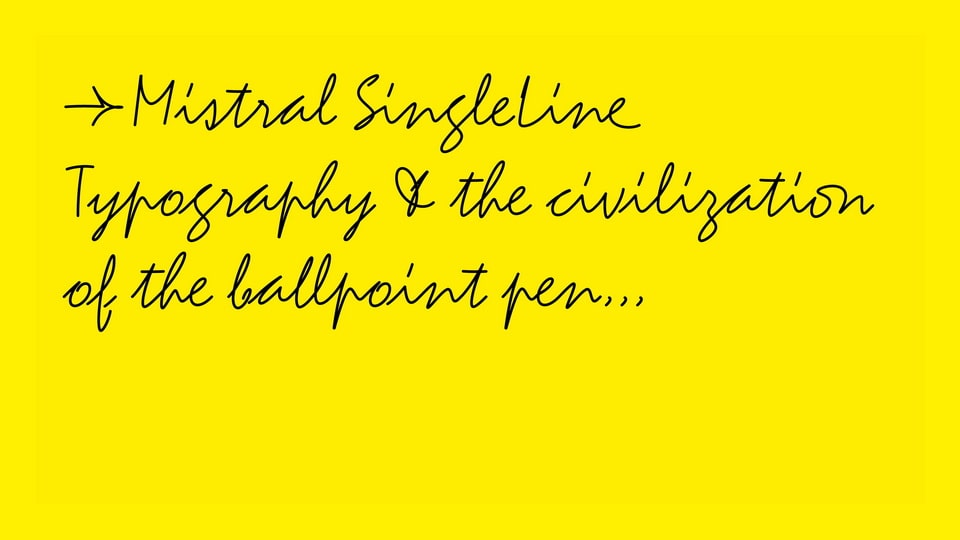 →Mistral SingleLine
Typography & the civilization
of the ballpoint pen...